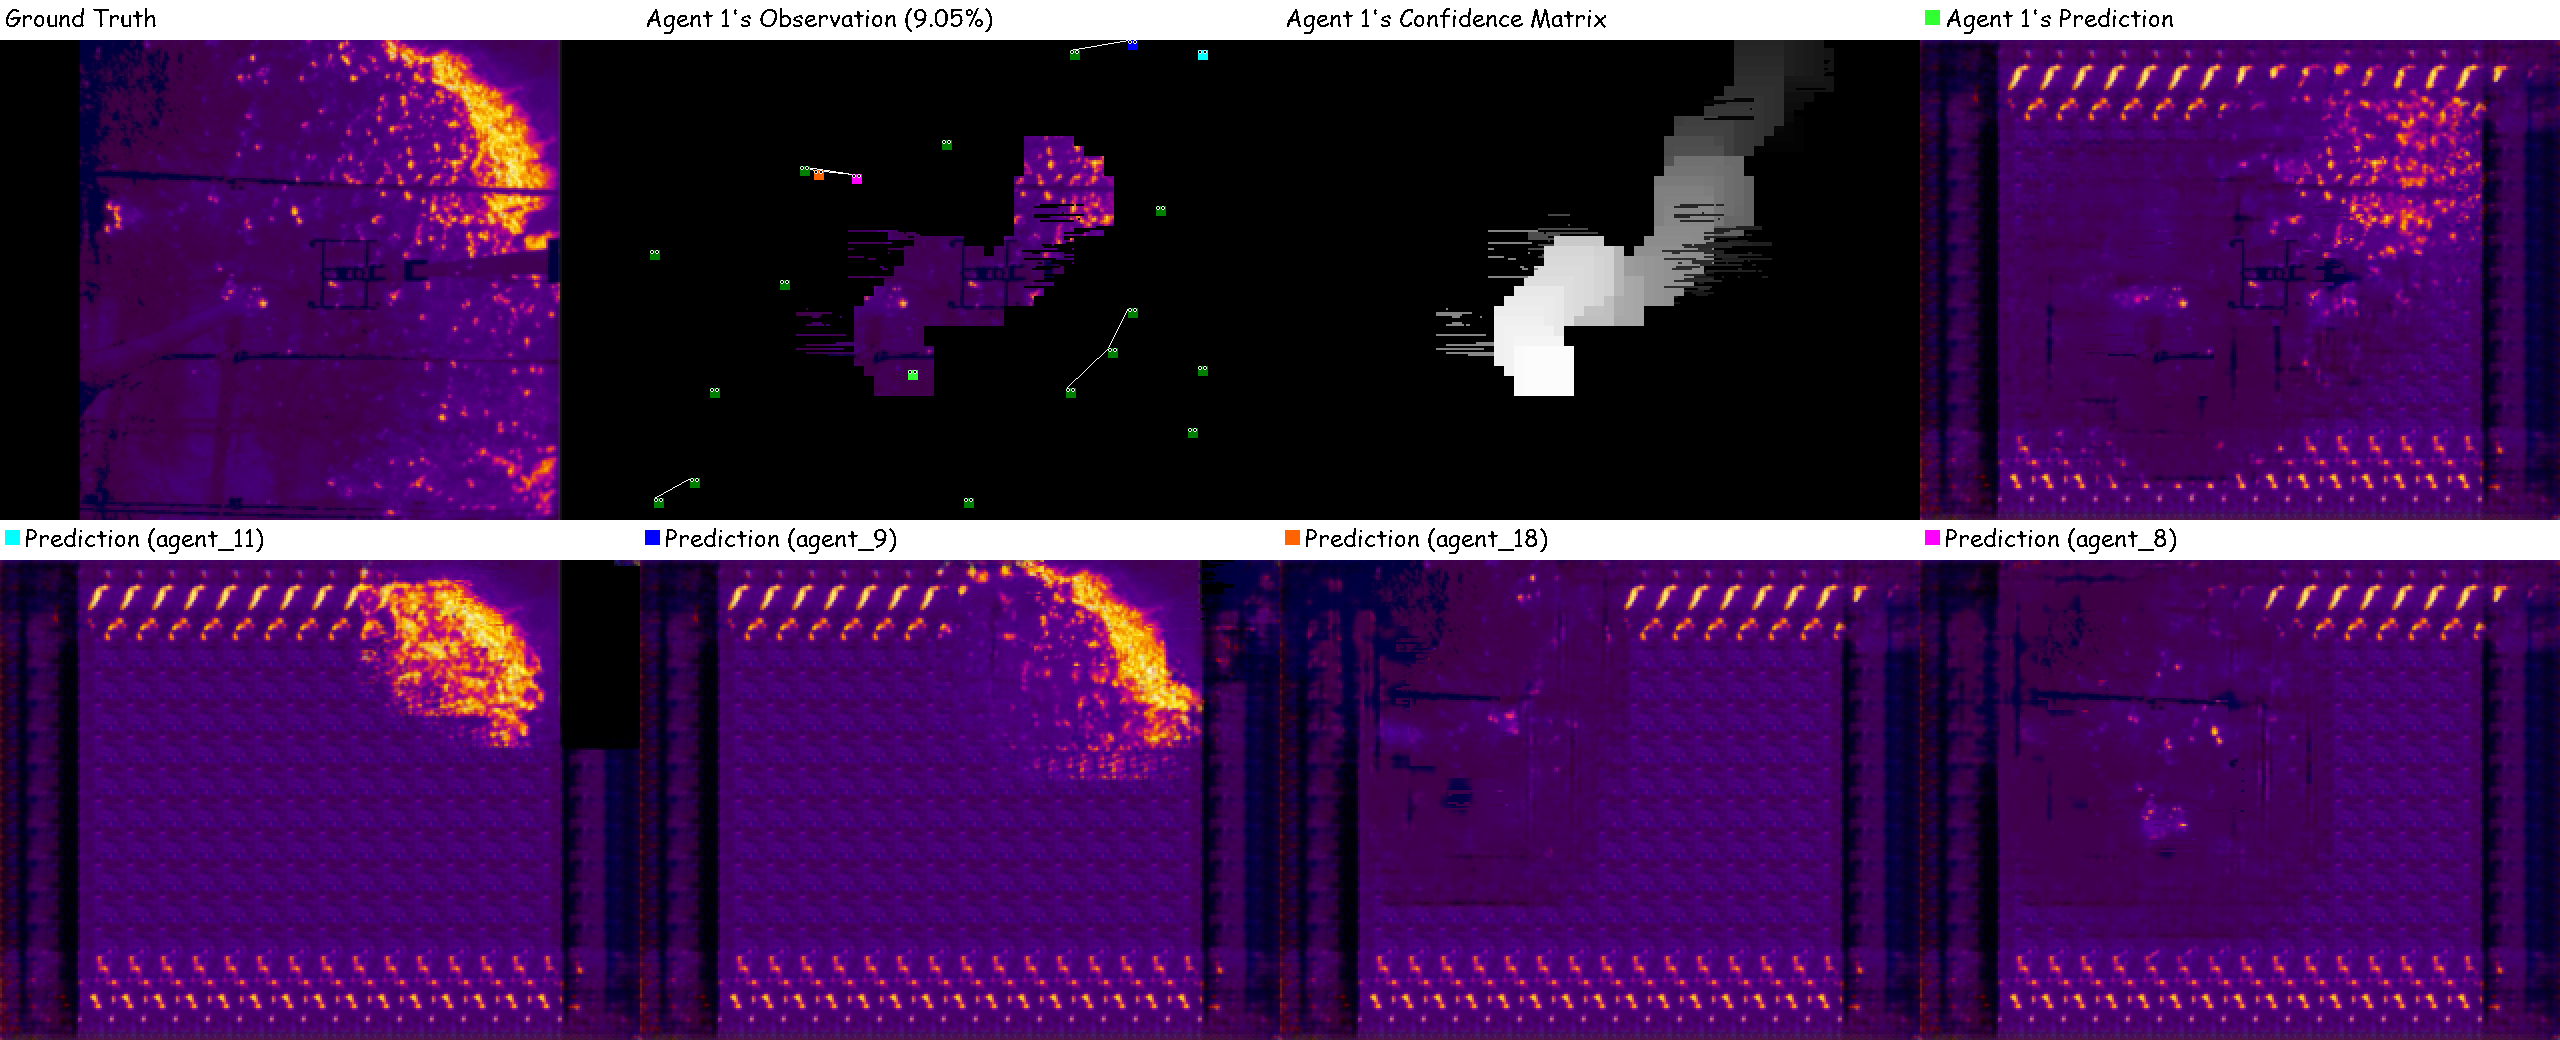 Ground Truth
Agent 1's Observation (9.05%)
Agent 1's Confidence Matrix
Agent 1's Prediction
Prediction (agent_11)
Prediction (agent_9)
Prediction (agent_18)
Prediction (agent_8)